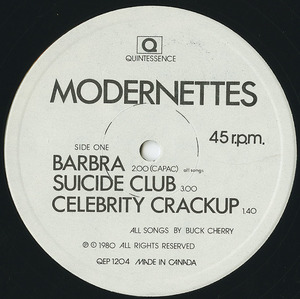 Q
QUINTESSENCE
MODERNETTES
SIDE ONE
45 r.p.m.
BARBRA 2:00 (CAPAC) all songs
SUICIDE CLUB 3:00
CELEBRITY CRACKUP 1:40
ALL SONGS BY BUCK CHERRY
℗ © 1980 ALL RIGHTS RESERVED
QEP 1204 MADE IN CANADA